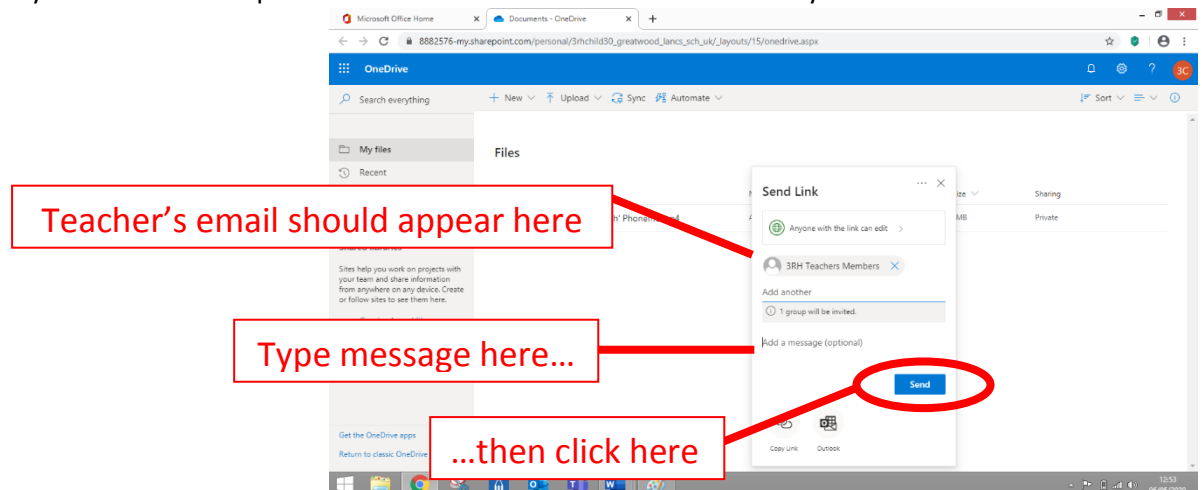 Microsoft Office Home
Documents - OneDrive
8882576-my.sharepoint.com/personal/3rhchild30_greatwood_lancs_sch_uk/_layouts/15/onedrive.aspx
OneDrive
?
3C
Search everything
New
Upload
Sync
Automate
Sort
My files
Files
Recent
Send Link
Sharing
Teacher's email should appear here
h' Phonem
MB
Private
Anyone with the link can edit
3RH Teachers Members
Sites help you work on projects with
your team and share information
from anywhere on any device. Create
or follow sites to see them here.
Add another
1 group will be invited.
Type message here...
Add a message (optional)
Send
...then click here
Get the OneDrive apps
Return to classic OneDrive
Copy Link
Outlook
12:53